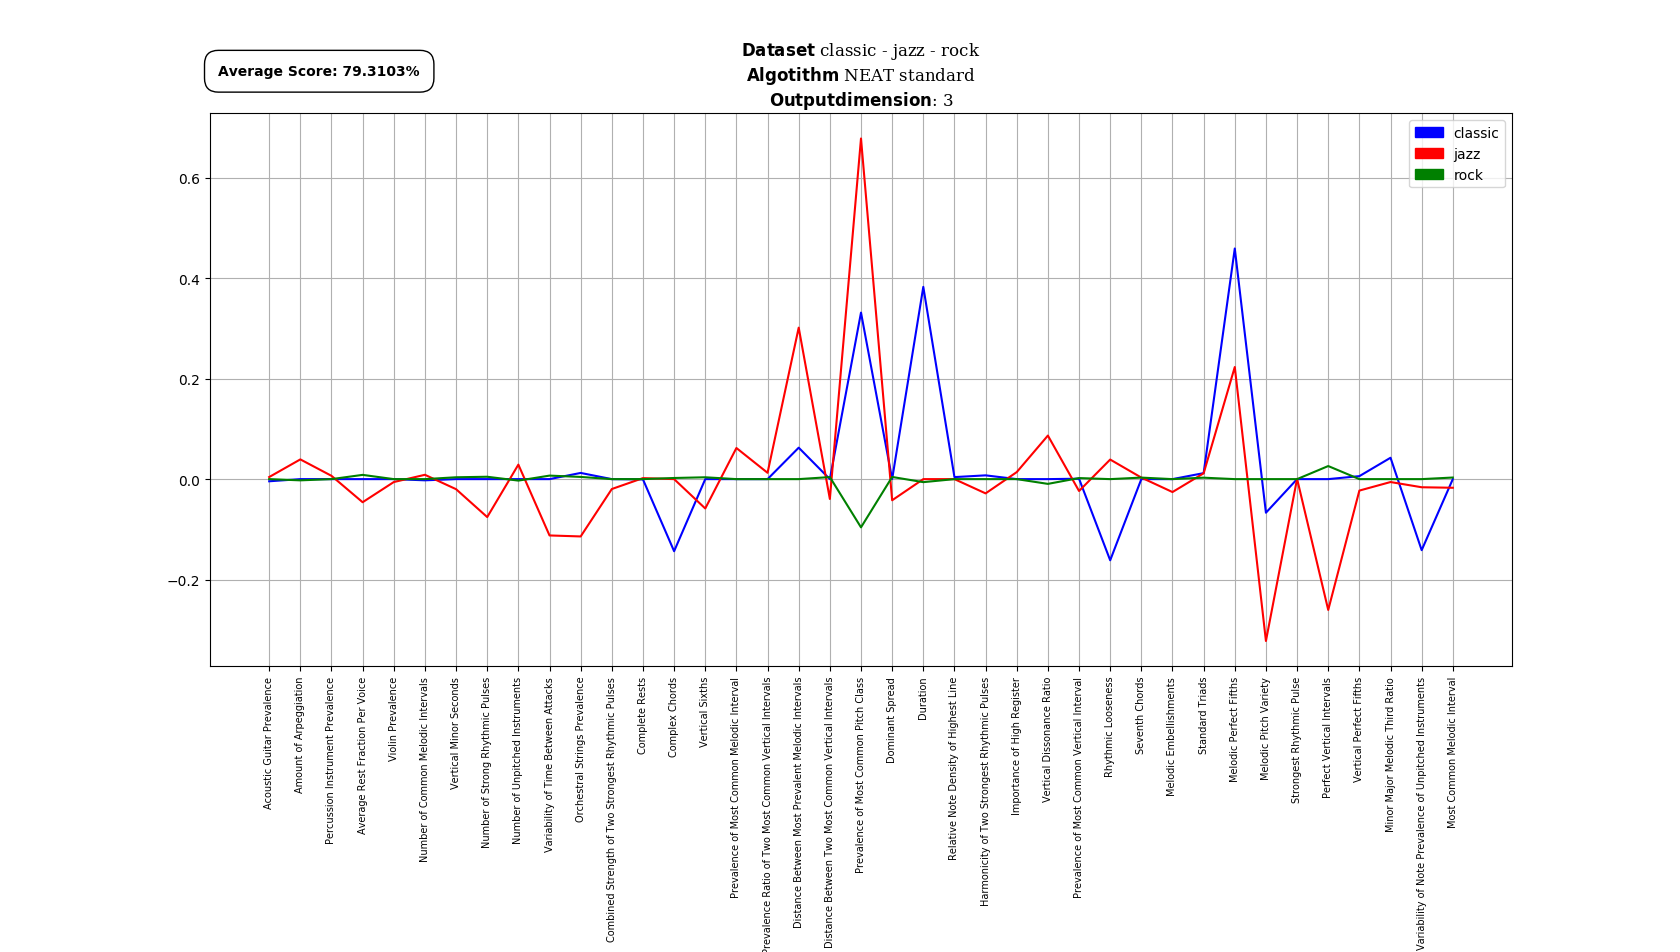 Dataset classic - jazz - rock
Average Score: 79.3103%
Algotithm NEAT standard
Outputdimension: 3
classic
jazz
rock
0.6
0.4
0.2
0.0
−0.2
Acoustic Guitar Prevalence
Amount of Arpeggiation
Percussion Instrument Prevalence
Average Rest Fraction Per Voice
Violin Prevalence
Number of Common Melodic Intervals
Vertical Minor Seconds
Number of Strong Rhythmic Pulses
Number of Unpitched Instruments
Variability of Time Between Attacks
Orchestral Strings Prevalence
Combined Strength of Two Strongest Rhythmic Pulses
Complete Rests
Complex Chords
Vertical Sixths
Prevalence of Most Common Melodic Interval
Prevalence Ratio of Two Most Common Vertical Intervals
Distance Between Most Prevalent Melodic Intervals
Distance Between Two Most Common Vertical Intervals
Prevalence of Most Common Pitch Class
Dominant Spread
Duration
Relative Note Density of Highest Line
Harmonicity of Two Strongest Rhythmic Pulses
Importance of High Register
Vertical Dissonance Ratio
Prevalence of Most Common Vertical Interval
Rhythmic Looseness
Seventh Chords
Melodic Embellishments
Standard Triads
Melodic Perfect Fifths
Melodic Pitch Variety
Strongest Rhythmic Pulse
Perfect Vertical Intervals
Vertical Perfect Fifths
Minor Major Melodic Third Ratio
Variability of Note Prevalence of Unpitched Instruments
Most Common Melodic Interval